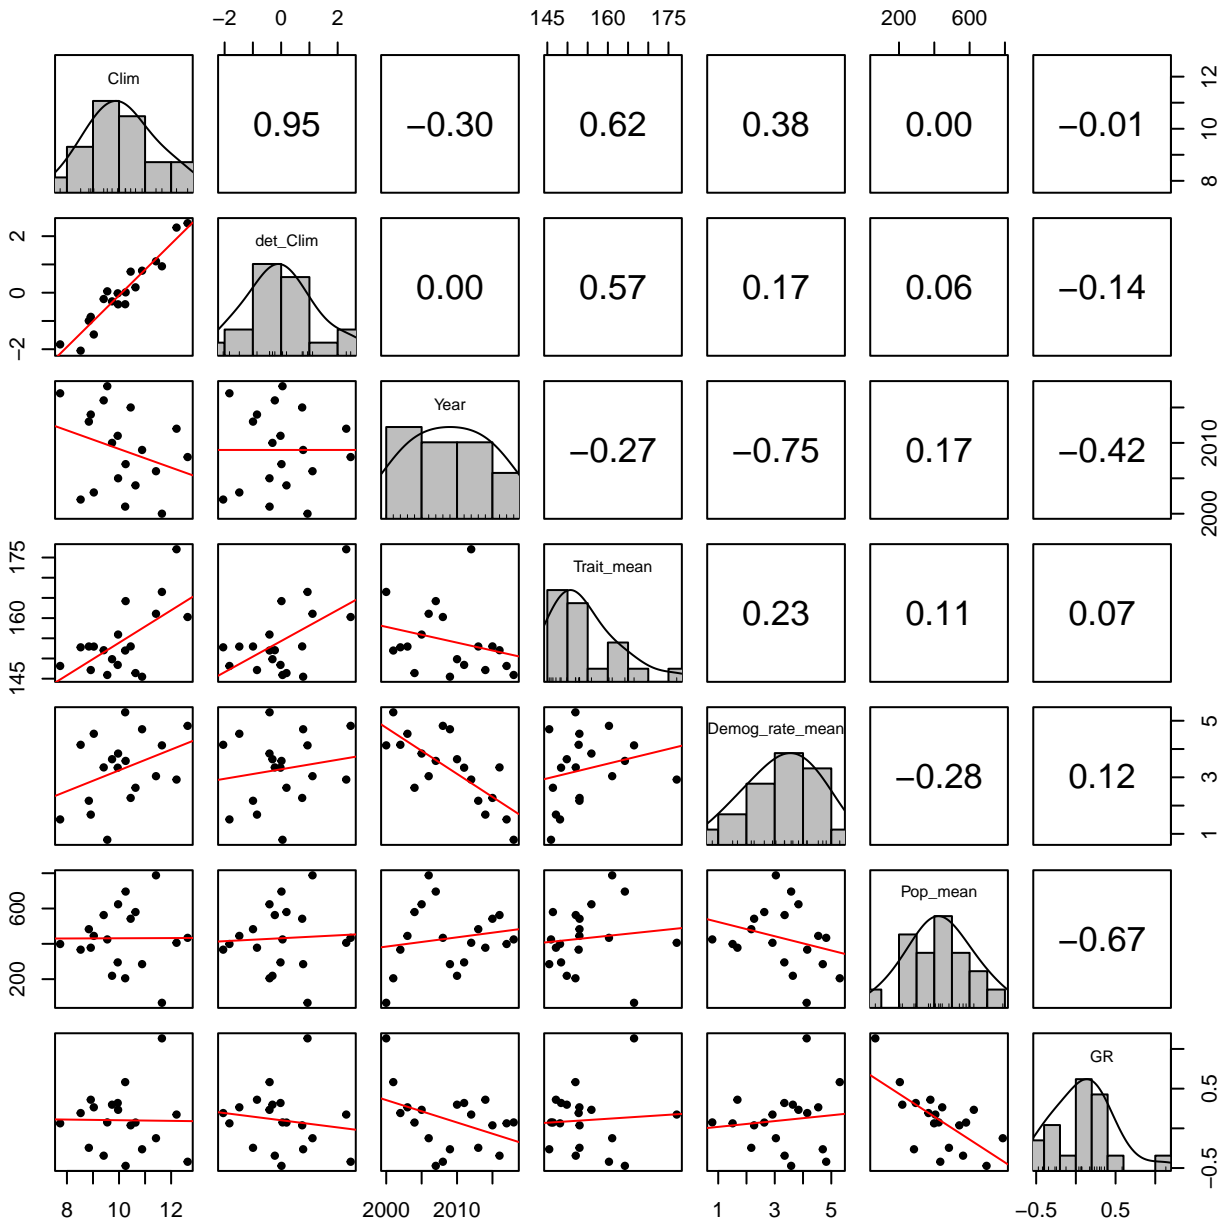 −2 0 2 145 160 175 200 600
Clim 0.95 −0.30 0.62 0.38 0.00 −0.01 8 10 12
−2 0 2 det_Clim 0.00 0.57 0.17 0.06 −0.14
Year −0.27 −0.75 0.17 −0.42 2000 2010
145 160 175 Trait_mean 0.23 0.11 0.07
Demog_rate_mean −0.28 0.12 1 3 5
200 600 Pop_mean −0.67
GR −0.5 0.5
8 10 12 2000 2010 1 3 5 −0.5 0.5